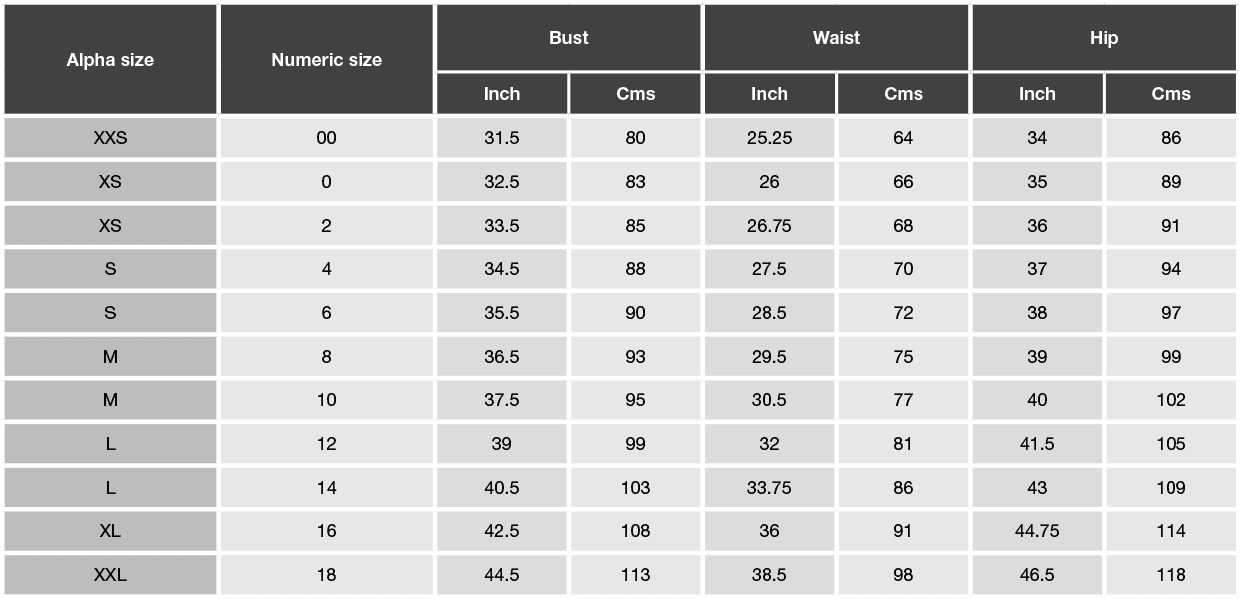 Alpha size Numeric size Bust Waist Hip
Inch Cms Inch Cms Inch Cms
XXS 00 31.5 80 25.25 64 34 86
XS 0 32.5 83 26 66 35 89
XS 2 33.5 85 26.75 68 36 91
S 4 34.5 88 27.5 70 37 94
S 6 35.5 90 28.5 72 38 97
M 8 36.5 93 29.5 75 39 99
M 10 37.5 95 30.5 77 40 102
L 12 39 99 32 81 41.5 105
L 14 40.5 103 33.75 86 43 109
XL 16 42.5 108 36 91 44.75 114
XXL 18 44.5 113 38.5 98 46.5 118